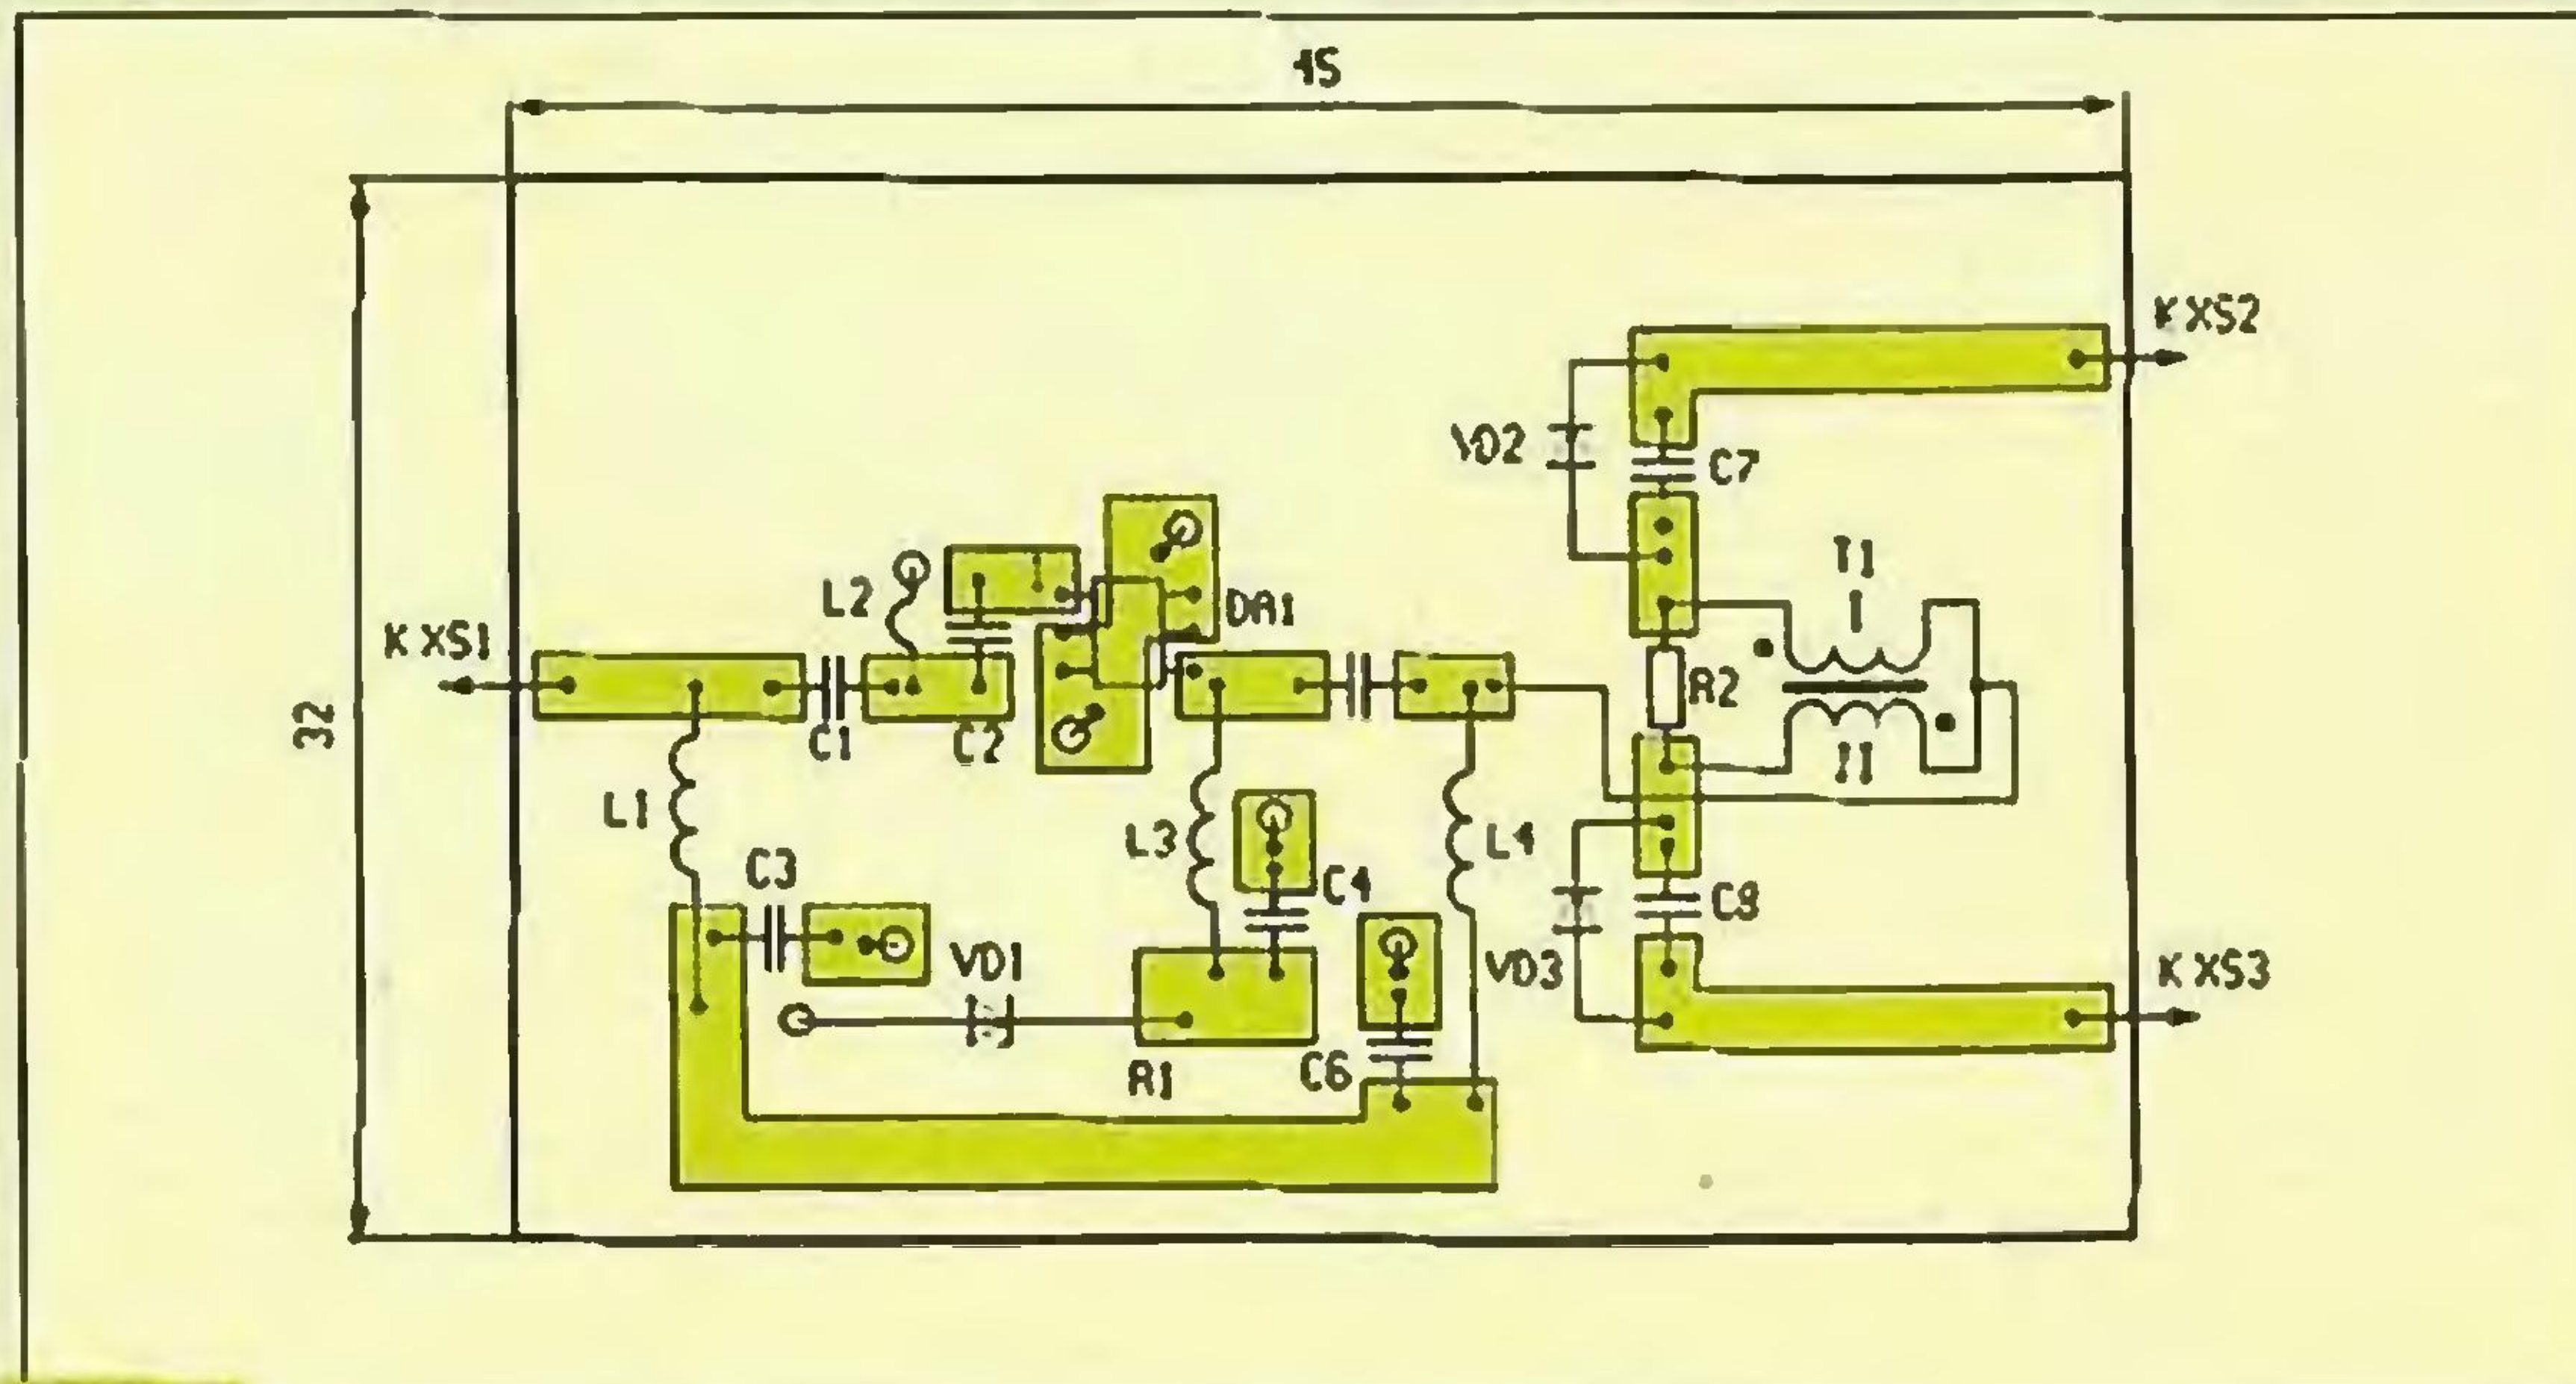 45
К XS2
VD2
C7
T1
I
L2
DA1
К XS1
R2
C1
C2
II
32
L1
L3
L4
C3
C4
C8
VD1
VD3
К XS3
R1
C6